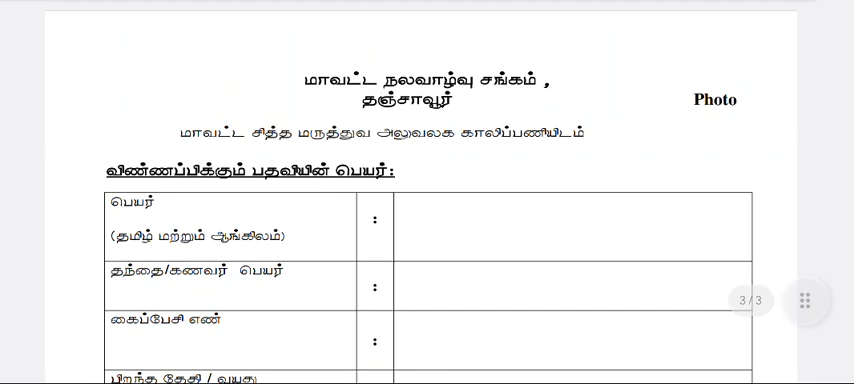 மாவட்ட நலவாழ்வு சங்கம் ,
தஞ்சாவூர்
Photo
மாவட்ட சித்த மருத்துவ அலுவலக காலிப்பணியிடம்
விண்ணப்பிக்கும் பதவியின் பெயர்:
பெயர்
(தமிழ் மற்றும் ஆங்கிலம்)
:
தந்தை/கணவர் பெயர்
:
3/3
கைப்பேசி எண்
:
பிறந்த தேதி / வயது